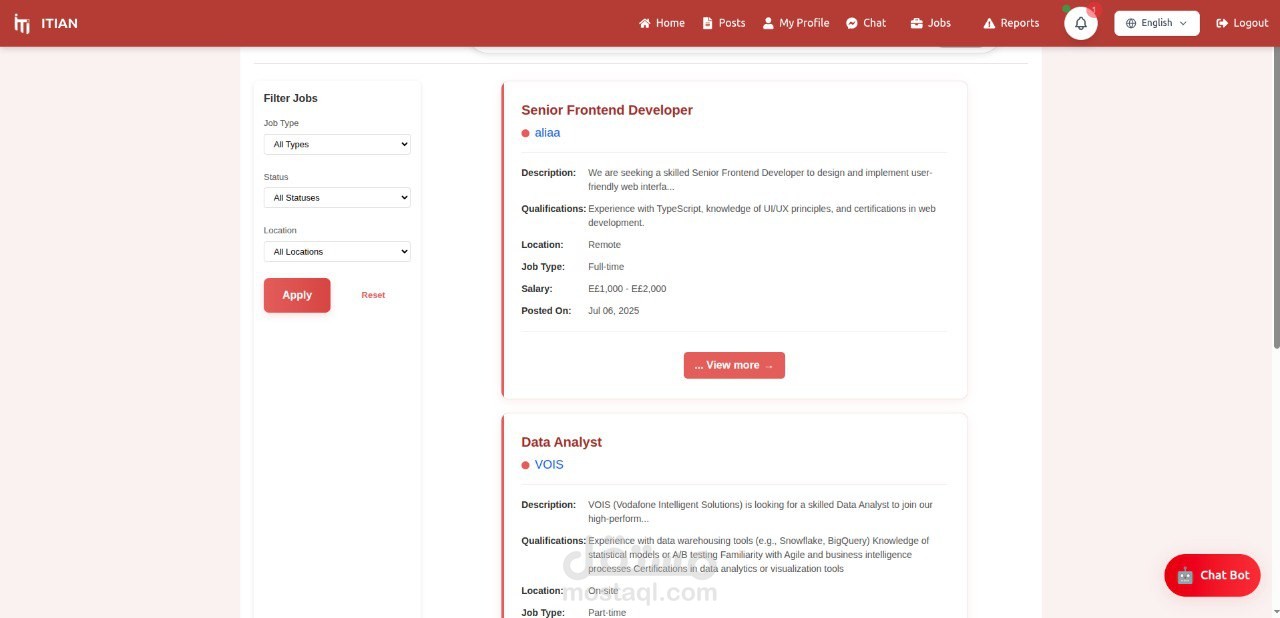 ITIAN
Home Posts My Profile Chat Jobs Reports 1 English Logout
Filter Jobs
Job Type
All Types
Status
All Statuses
Location
All Locations
Apply Reset
Senior Frontend Developer
aliaa
Description: We are seeking a skilled Senior Frontend Developer to design and implement user-
friendly web interfa...
Qualifications: Experience with TypeScript, knowledge of UI/UX principles, and certifications in web
development.
Location: Remote
Job Type: Full-time
Salary: E£1,000 - E£2,000
Posted On: Jul 06, 2025
... View more →
Data Analyst
VOIS
Description: VOIS (Vodafone Intelligent Solutions) is looking for a skilled Data Analyst to join our
high-perform...
Qualifications: Experience with data warehousing tools (e.g., Snowflake, BigQuery) Knowledge of
statistical models or A/B testing Familiarity with Agile and business intelligence
processes Certifications in data analytics or visualization tools
Location: On-site
Job Type: Part-time
مستقل
mostaql.com
Chat Bot